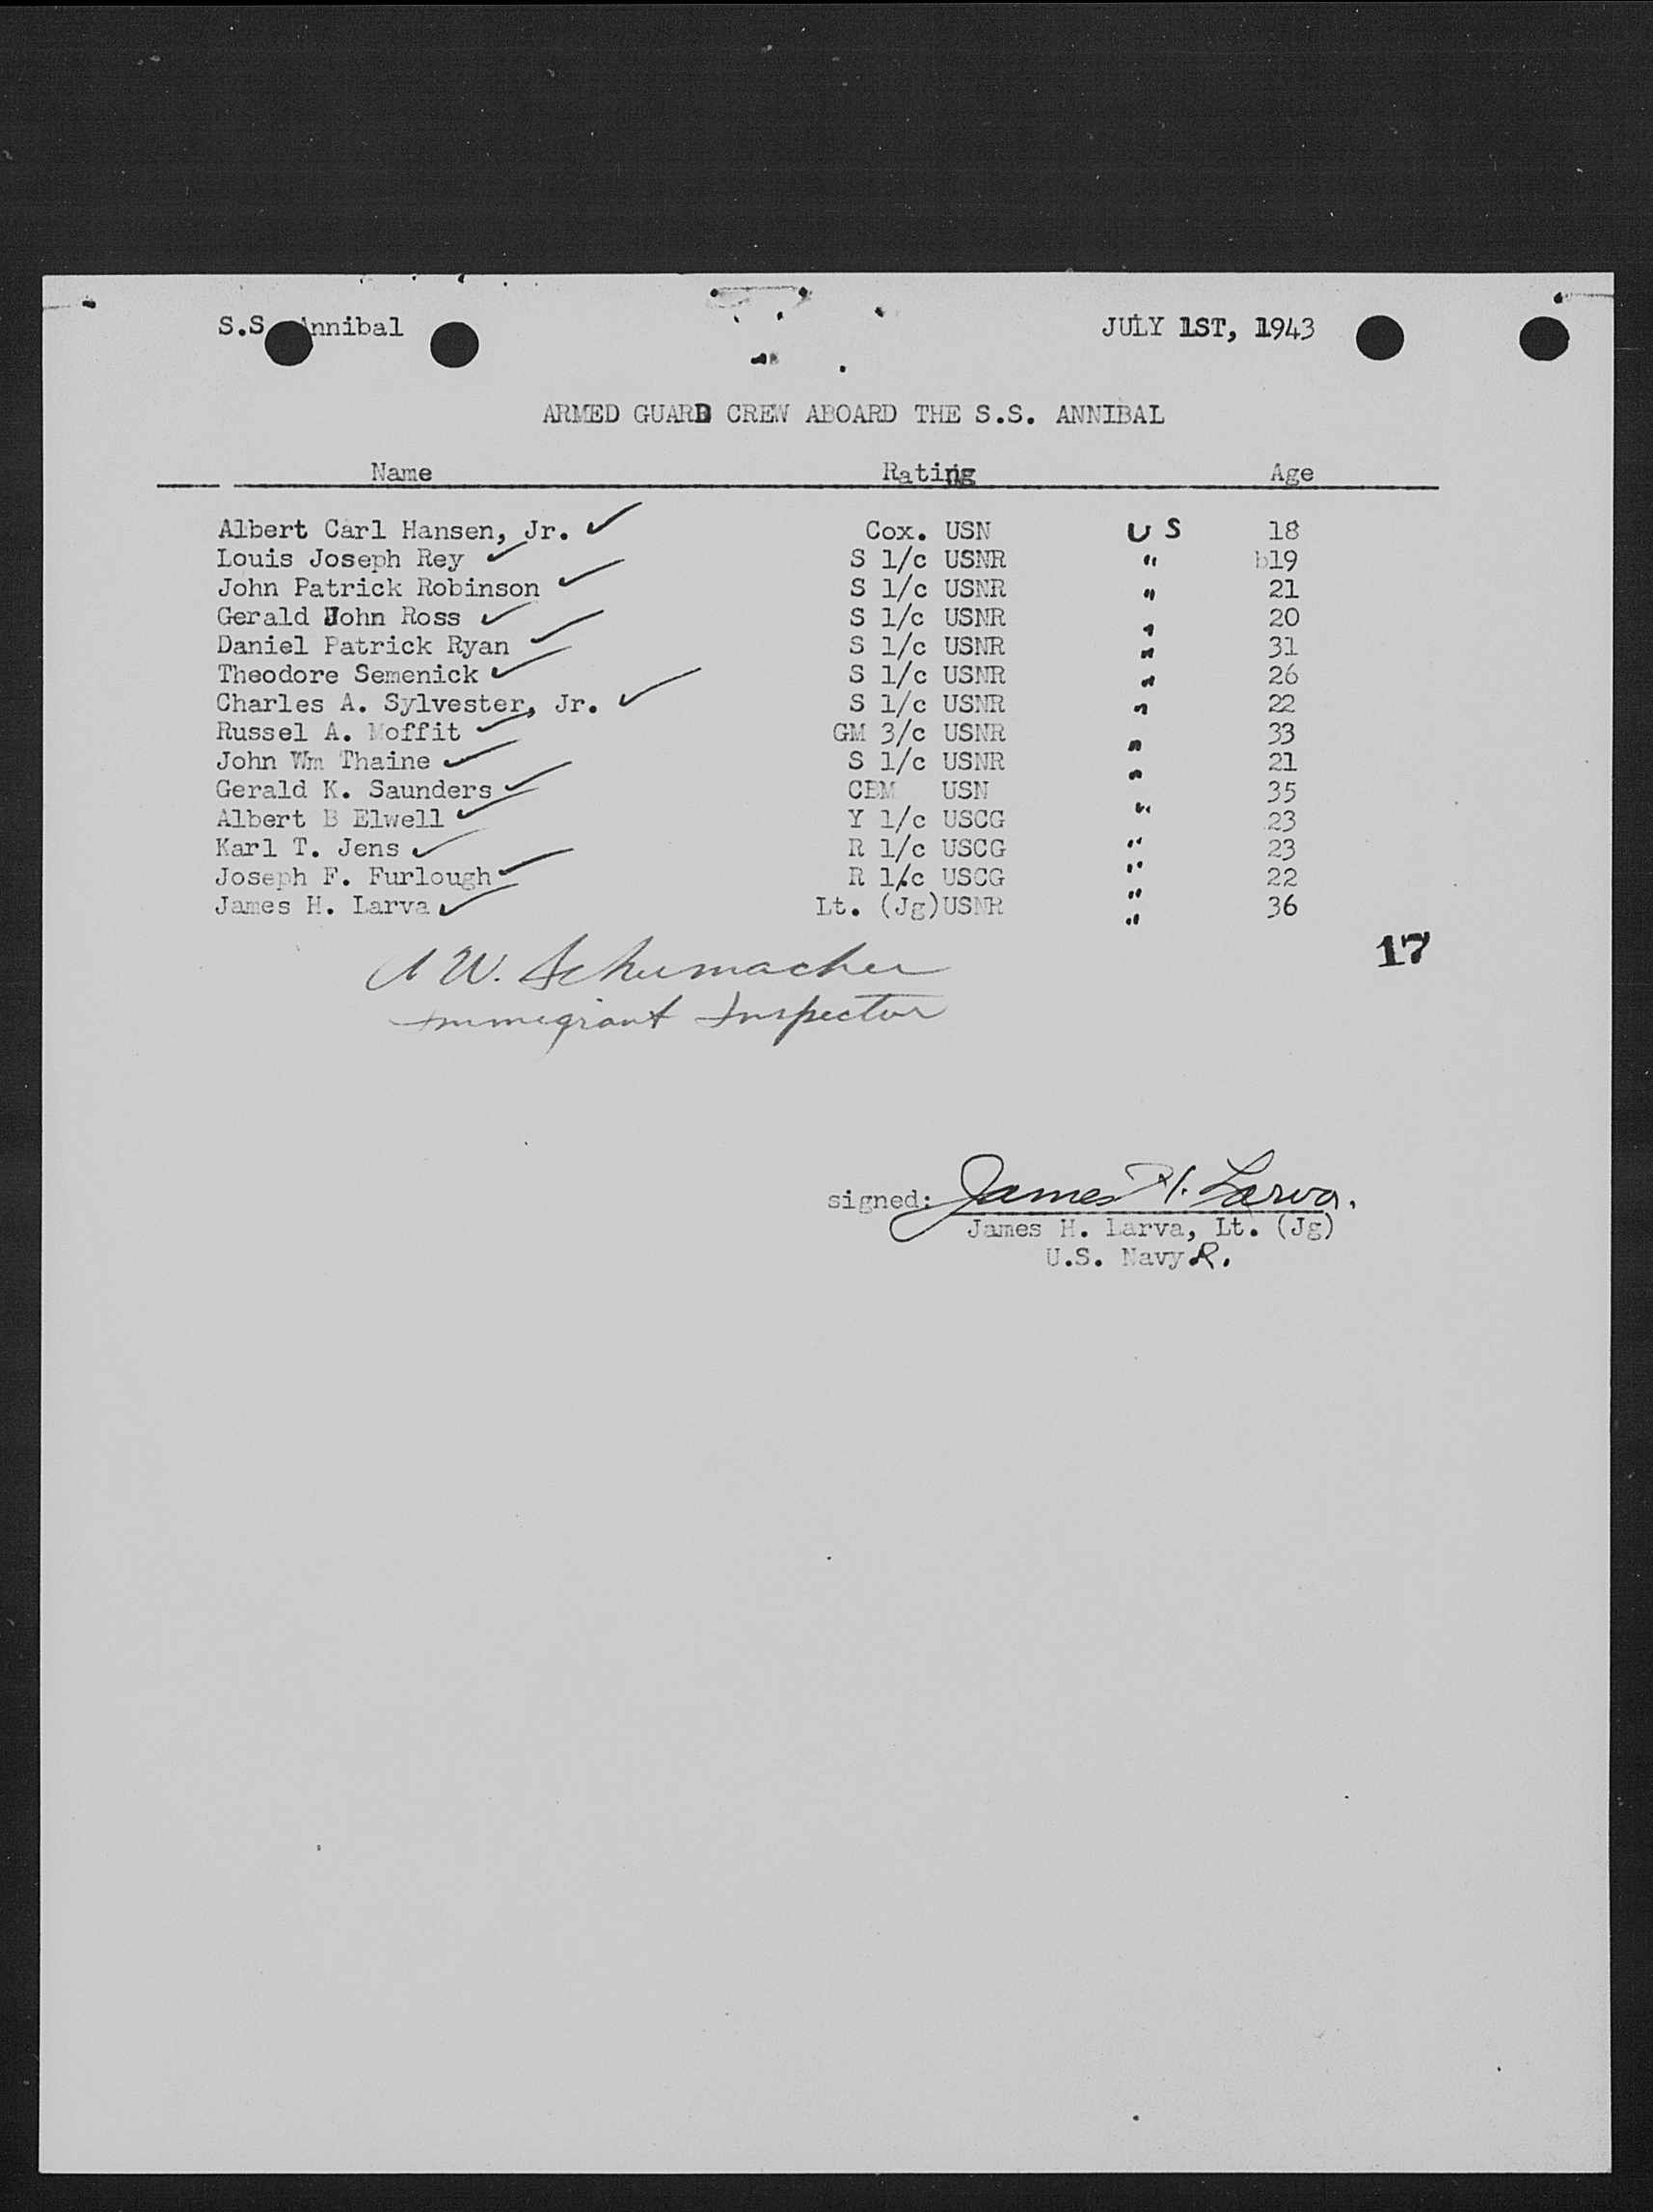 S.S. Annibal JULY 1ST, 1943
ARMED GUARD CREW ABOARD THE S.S. ANNIBAL
Name Rating Age
Albert Carl Hansen, Jr. ✓ Cox. USN U S 18
Louis Joseph Rey ✓ S 1/c USNR " b19
John Patrick Robinson ✓ S 1/c USNR " 21
Gerald John Ross ✓ S 1/c USNR " 20
Daniel Patrick Ryan ✓ S 1/c USNR " 31
Theodore Semenick ✓ S 1/c USNR " 26
Charles A. Sylvester, Jr. ✓ S 1/c USNR " 22
Russel A. Moffit ✓ GM 3/c USNR " 33
John Wm Thaine ✓ S 1/c USNR " 21
Gerald K. Saunders ✓ CBM USN " 35
Albert B Elwell ✓ Y 1/c USCG " 23
Karl T. Jens ✓ R 1/c USCG " 23
Joseph F. Furlough ✓ R 1/c USCG " 22
James H. Larva ✓ Lt. (Jg)USNR " 36
17
A W. Schumacher
Immigrant Inspector
signed: James H. Larva.
James H. Larva, Lt. (Jg)
U.S. Navy R.